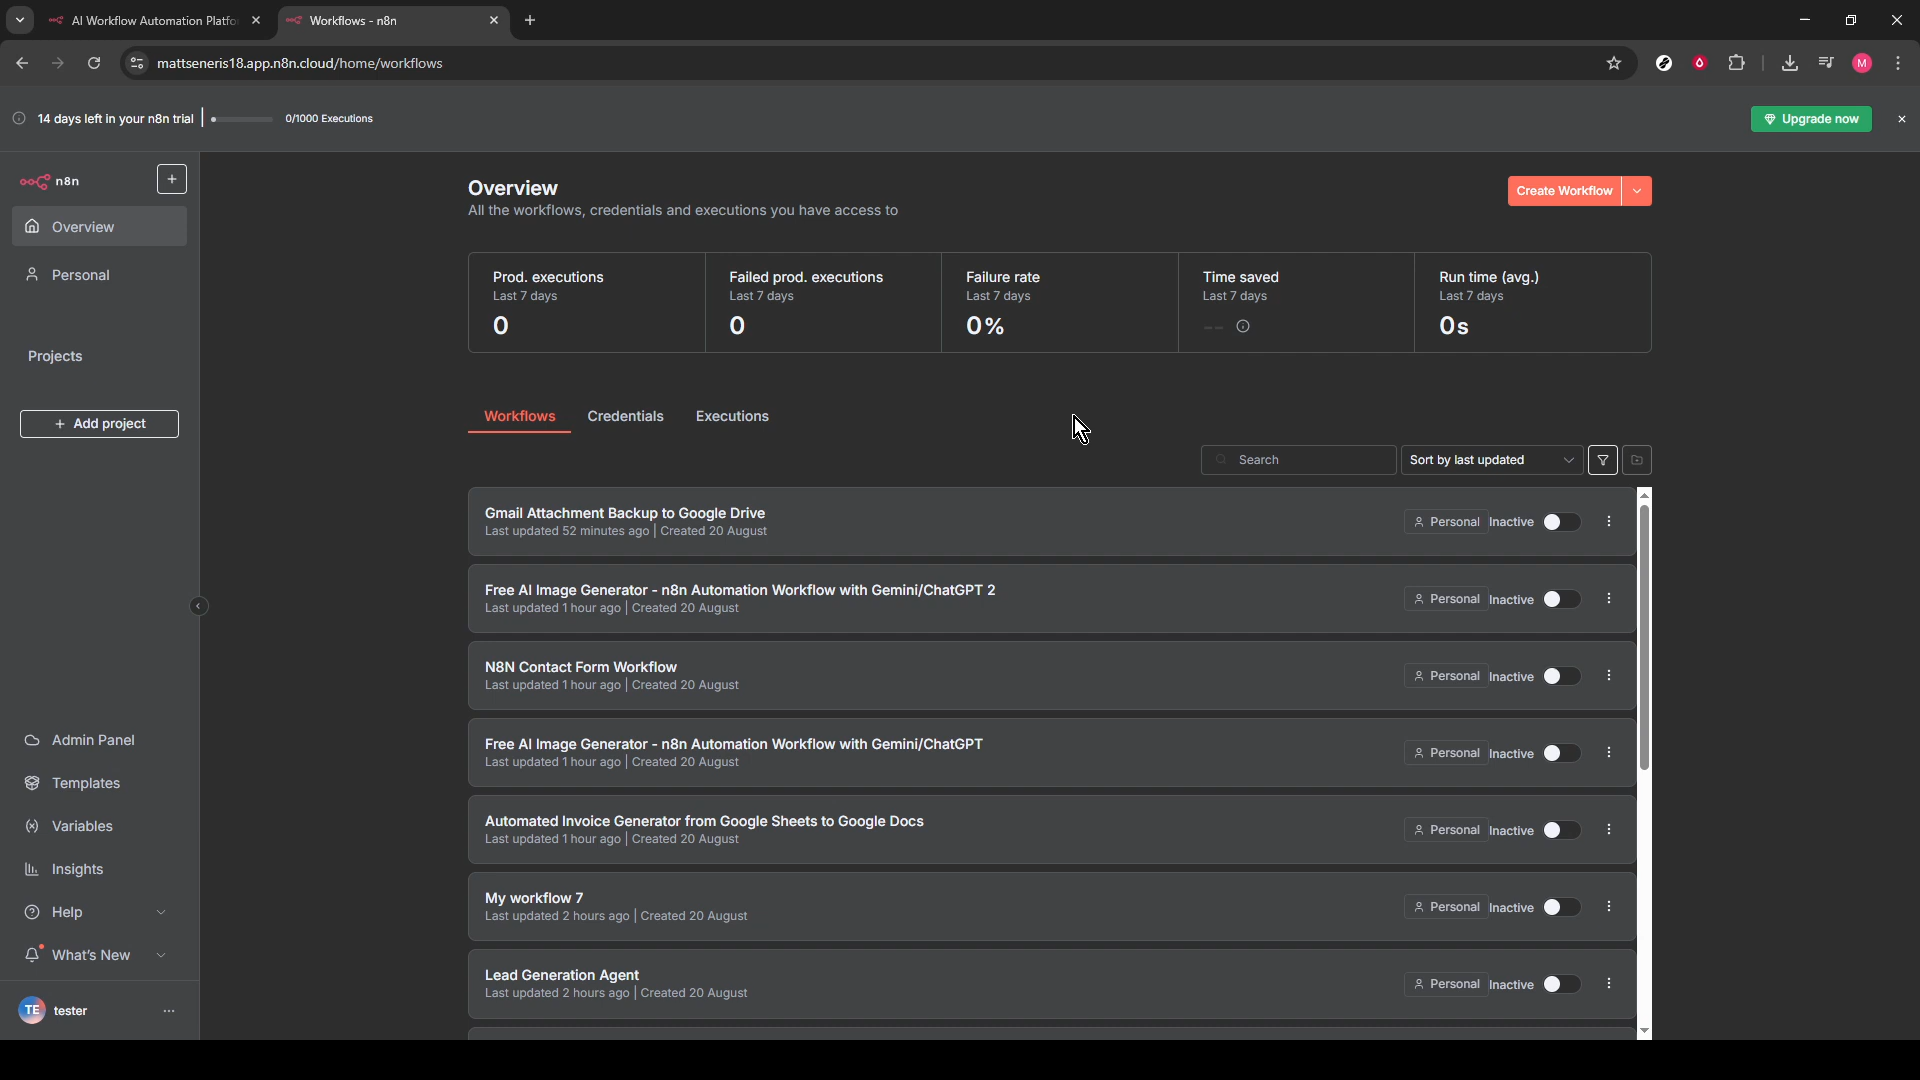 AI Workflow Automation Platfo
Workflows - n8n
mattseneris18.app.n8n.cloud/home/workflows
M
14 days left in your n8n trial
0/1000 Executions
Upgrade now
n8n
Overview
Personal
Projects
+ Add project
Admin Panel
Templates
Variables
Insights
Help
What's New
TE tester
Overview
All the workflows, credentials and executions you have access to
Create Workflow
Prod. executions
Last 7 days
0
Failed prod. executions
Last 7 days
0
Failure rate
Last 7 days
0%
Time saved
Last 7 days
--
Run time (avg.)
Last 7 days
0s
Workflows
Credentials
Executions
Search
Sort by last updated
Gmail Attachment Backup to Google Drive
Last updated 52 minutes ago | Created 20 August
Personal
Inactive
Free AI Image Generator - n8n Automation Workflow with Gemini/ChatGPT 2
Last updated 1 hour ago | Created 20 August
Personal
Inactive
N8N Contact Form Workflow
Last updated 1 hour ago | Created 20 August
Personal
Inactive
Free AI Image Generator - n8n Automation Workflow with Gemini/ChatGPT
Last updated 1 hour ago | Created 20 August
Personal
Inactive
Automated Invoice Generator from Google Sheets to Google Docs
Last updated 1 hour ago | Created 20 August
Personal
Inactive
My workflow 7
Last updated 2 hours ago | Created 20 August
Personal
Inactive
Lead Generation Agent
Last updated 2 hours ago | Created 20 August
Personal
Inactive